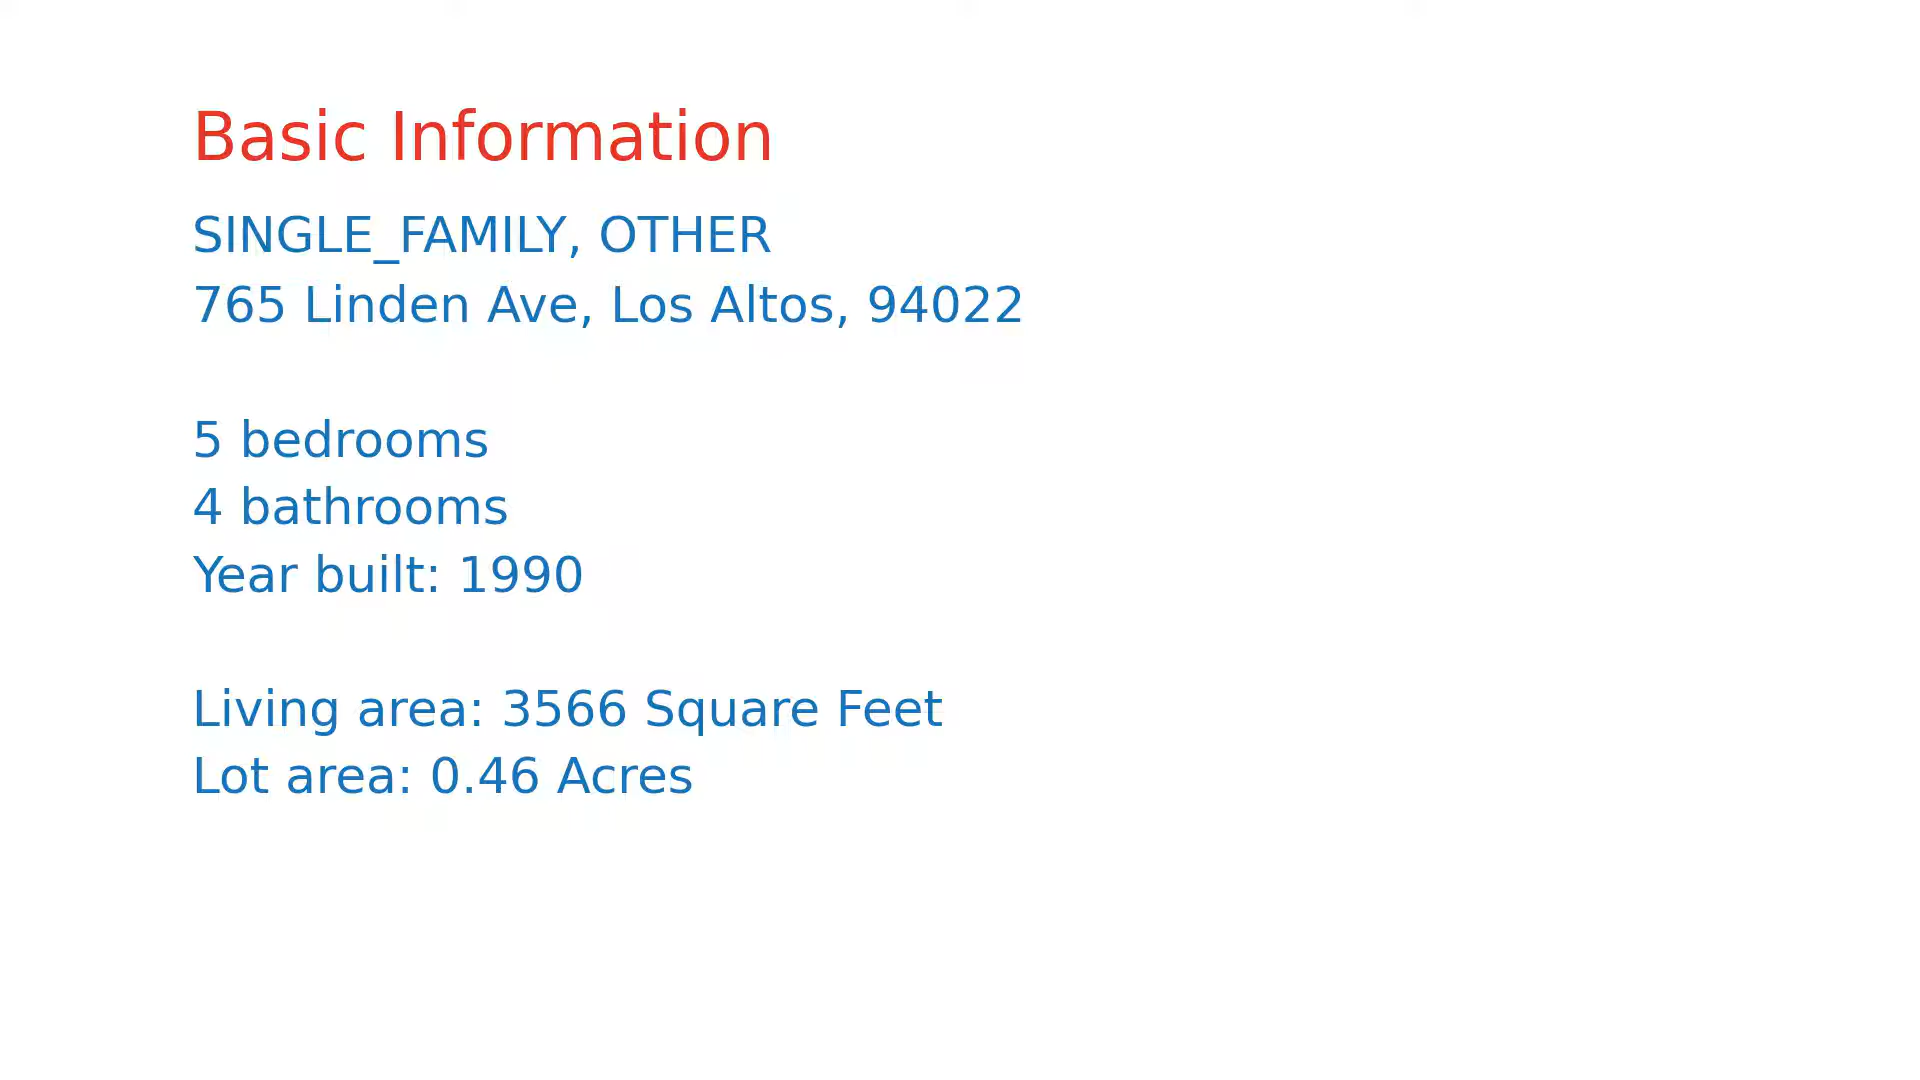 Basic Information
SINGLE_FAMILY, OTHER
765 Linden Ave, Los Altos, 94022
5 bedrooms
4 bathrooms
Year built: 1990
Living area: 3566 Square Feet
Lot area: 0.46 Acres